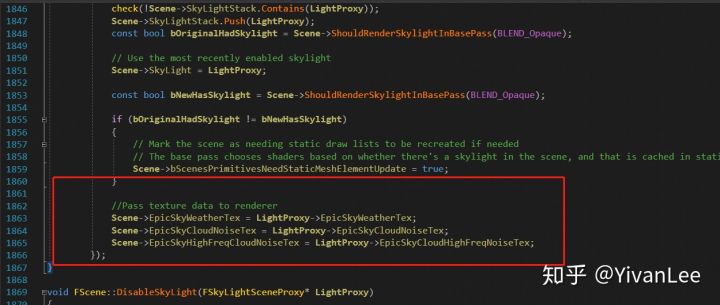 1846 check(!Scene->SkyLightStack.Contains(LightProxy));
1847 Scene->SkyLightStack.Push(LightProxy);
1848 const bool bOriginalHadSkylight = Scene->ShouldRenderSkylightInBasePass(BLEND_Opaque);
1849
1850 // Use the most recently enabled skylight
1851 Scene->SkyLight = LightProxy;
1852
1853 const bool bNewHasSkylight = Scene->ShouldRenderSkylightInBasePass(BLEND_Opaque);
1854
1855 if (bOriginalHadSkylight != bNewHasSkylight)
1856 {
1857 // Mark the scene as needing static draw lists to be recreated if needed
1858 // The base pass chooses shaders based on whether there's a skylight in the scene, and that is cached in stati
1859 Scene->bScenesPrimitivesNeedStaticMeshElementUpdate = true;
1860 }
1861
1862 //Pass texture data to renderer
1863 Scene->EpicSkyWeatherTex = LightProxy->EpicSkyWeatherTex;
1864 Scene->EpicSkyCloudNoiseTex = LightProxy->EpicSkyCloudNoiseTex;
1865 Scene->EpicSkyHighFreqCloudNoiseTex = LightProxy->EpicSkyCloudHighFreqNoiseTex;
1866 });
1867 }
1868
1869 void FScene::DisableSkyLight(FSkyLightSceneProxy* LightProxy)
1870 {
知乎 @YivanLee